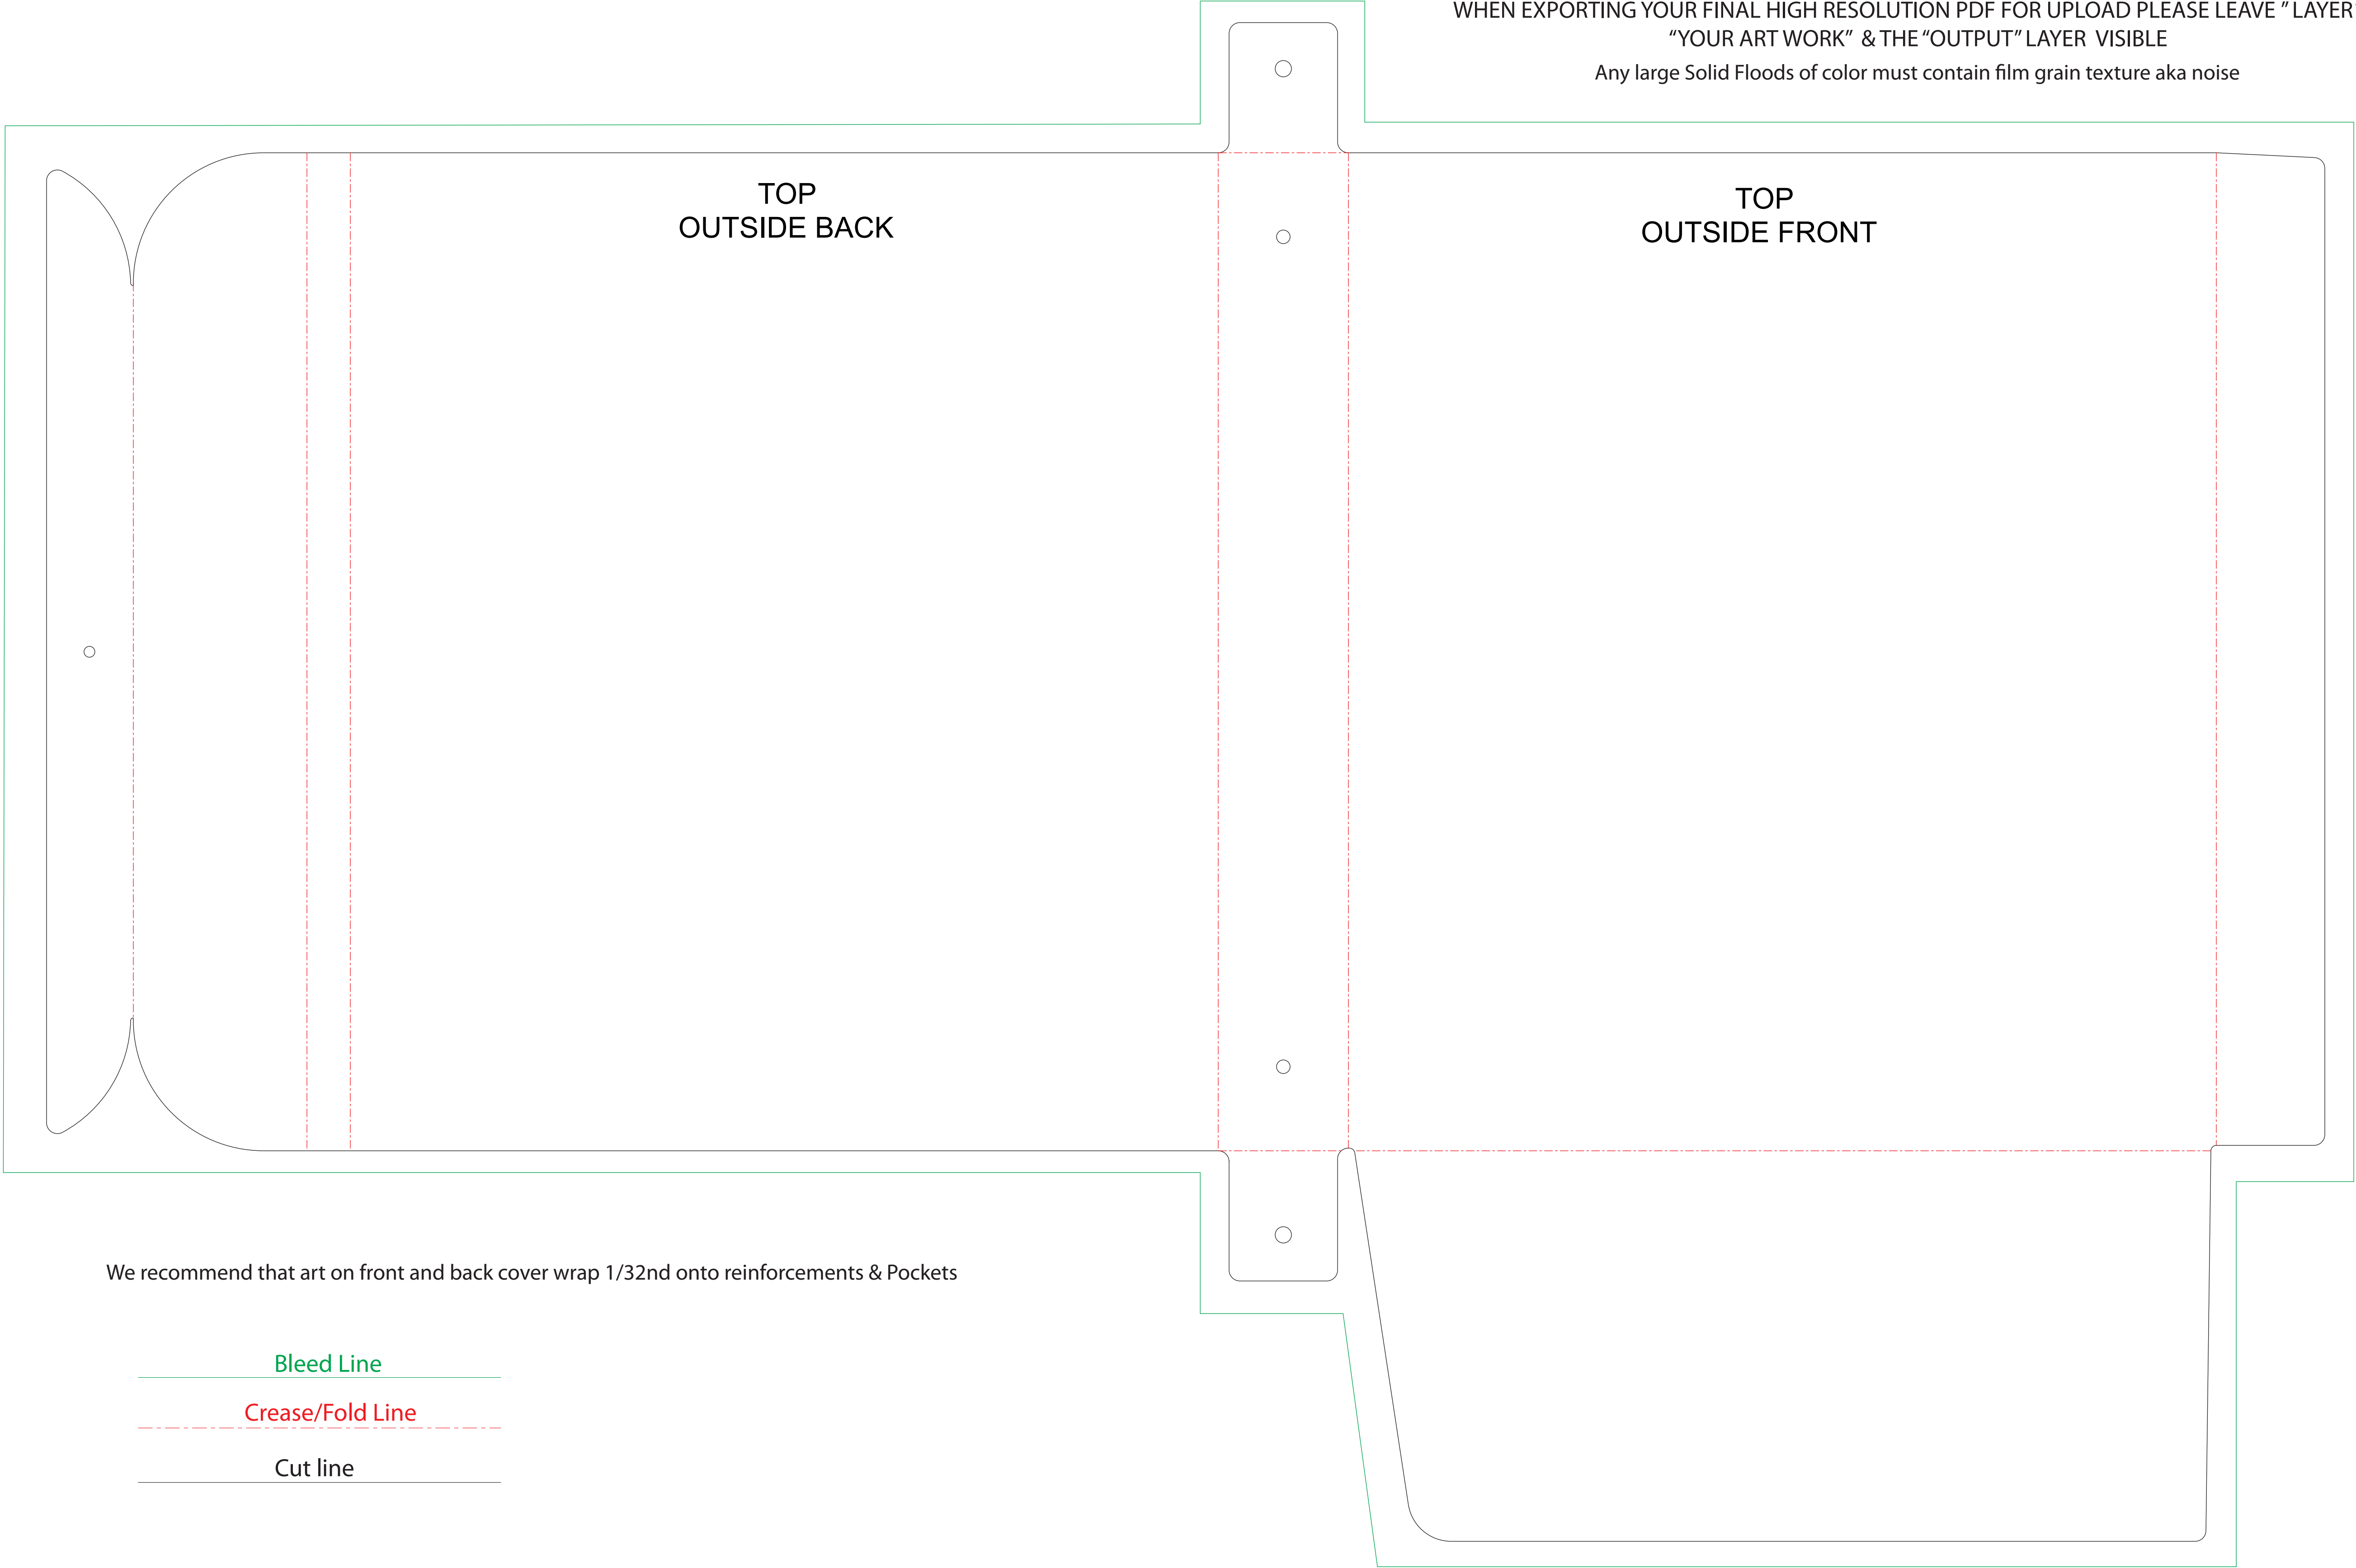 WHEN EXPORTING YOUR FINAL HIGH RESOLUTION PDF FOR UPLOAD PLEASE LEAVE ” LAYER
“YOUR ART WORK” & THE “OUTPUT” LAYER VISIBLE
Any large Solid Floods of color must contain film grain texture aka noise
TOP
OUTSIDE BACK
TOP
OUTSIDE FRONT
We recommend that art on front and back cover wrap 1/32nd onto reinforcements & Pockets
Bleed Line
Crease/Fold Line
Cut line